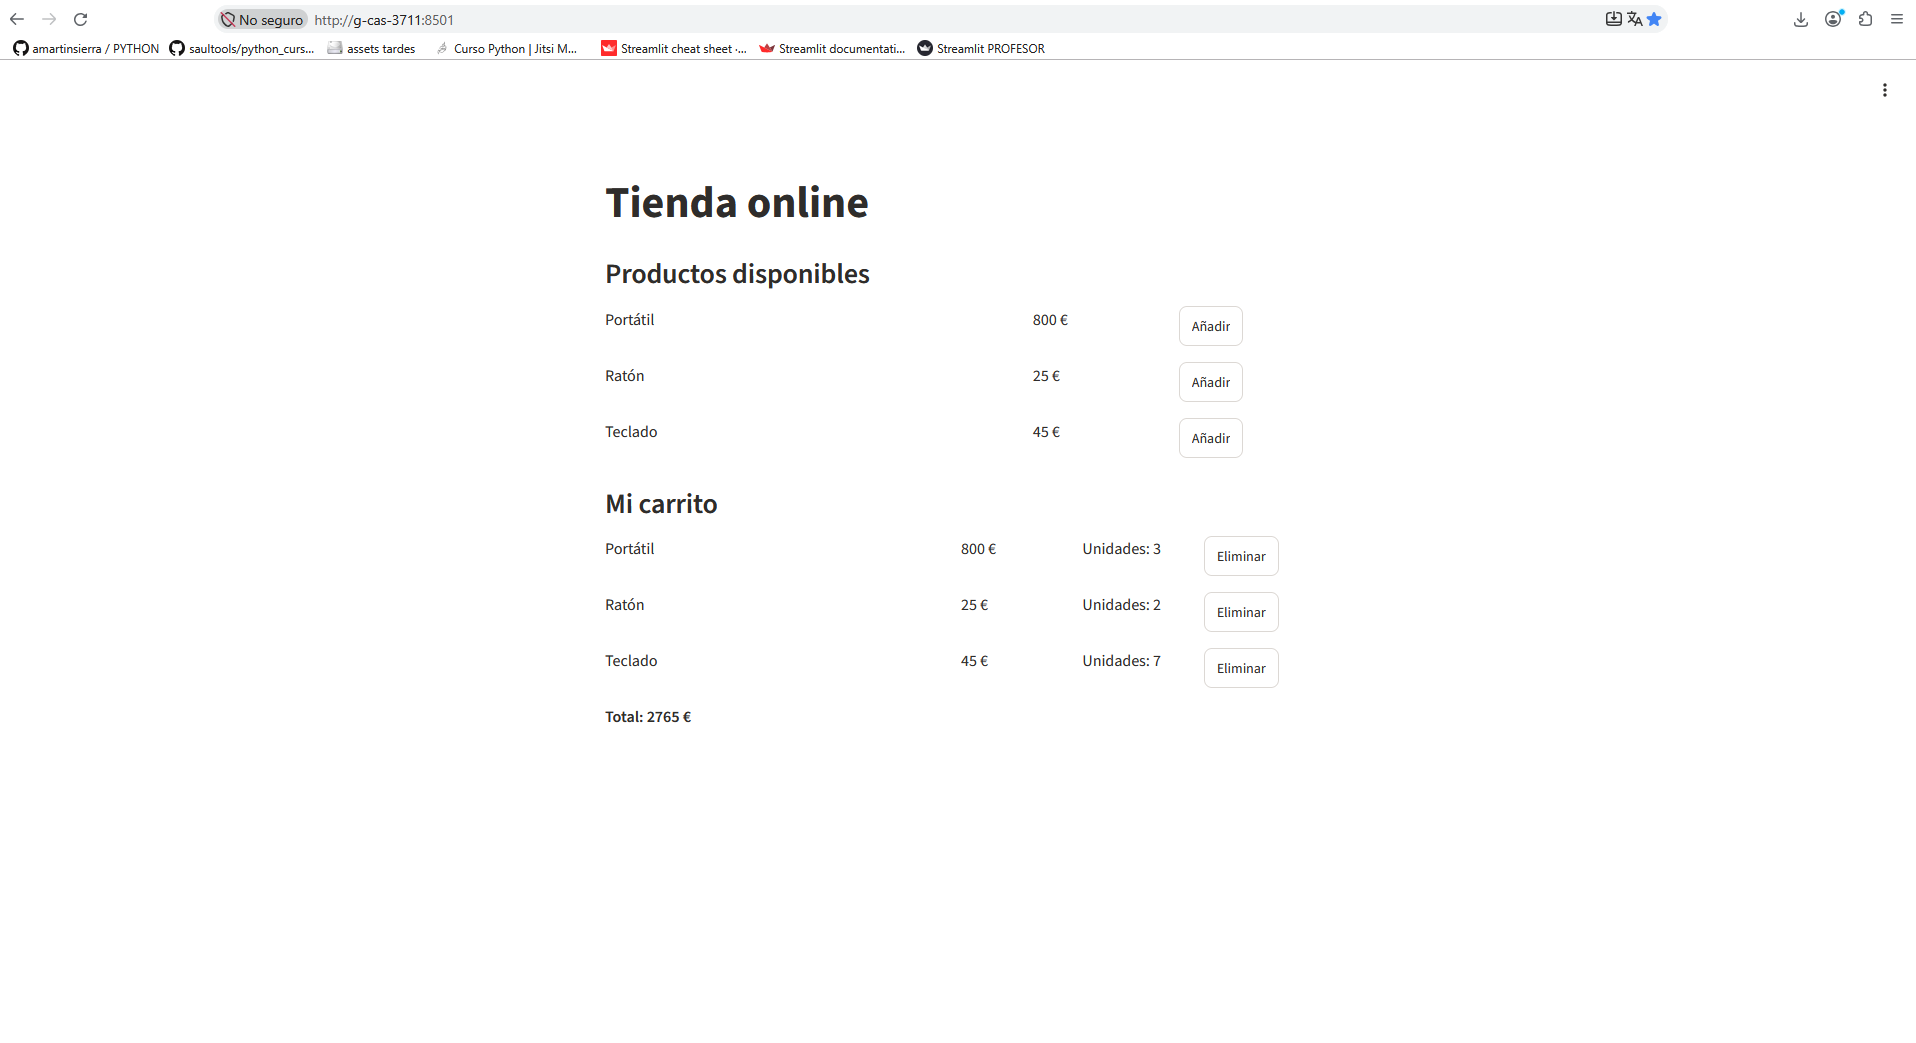 No seguro http://g-cas-3711:8501
amartinsierra / PYTHON saultools/python_curs... assets tardes Curso Python | Jitsi M... Streamlit cheat sheet ·... Streamlit documentati... Streamlit PROFESOR
Tienda online
Productos disponibles
Portátil 800 € Añadir
Ratón 25 € Añadir
Teclado 45 € Añadir
Mi carrito
Portátil 800 € Unidades: 3 Eliminar
Ratón 25 € Unidades: 2 Eliminar
Teclado 45 € Unidades: 7 Eliminar
Total: 2765 €